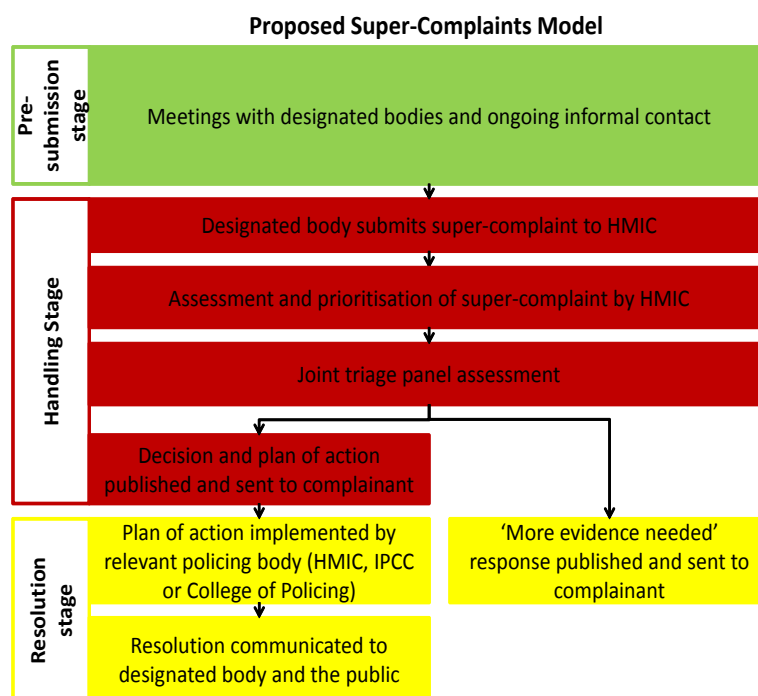 Proposed Super-Complaints Model
Pre-
submission
stage
Meetings with designated bodies and ongoing informal contact
Handling Stage
Designated body submits super-complaint to HMIC
Assessment and prioritisation of super-complaint by HMIC
Joint triage panel assessment
Decision and plan of action
published and sent to complainant
Resolution
stage
Plan of action implemented by
relevant policing body (HMIC, IPCC
or College of Policing)
‘More evidence needed’
response published and sent to
complainant
Resolution communicated to
designated body and the public